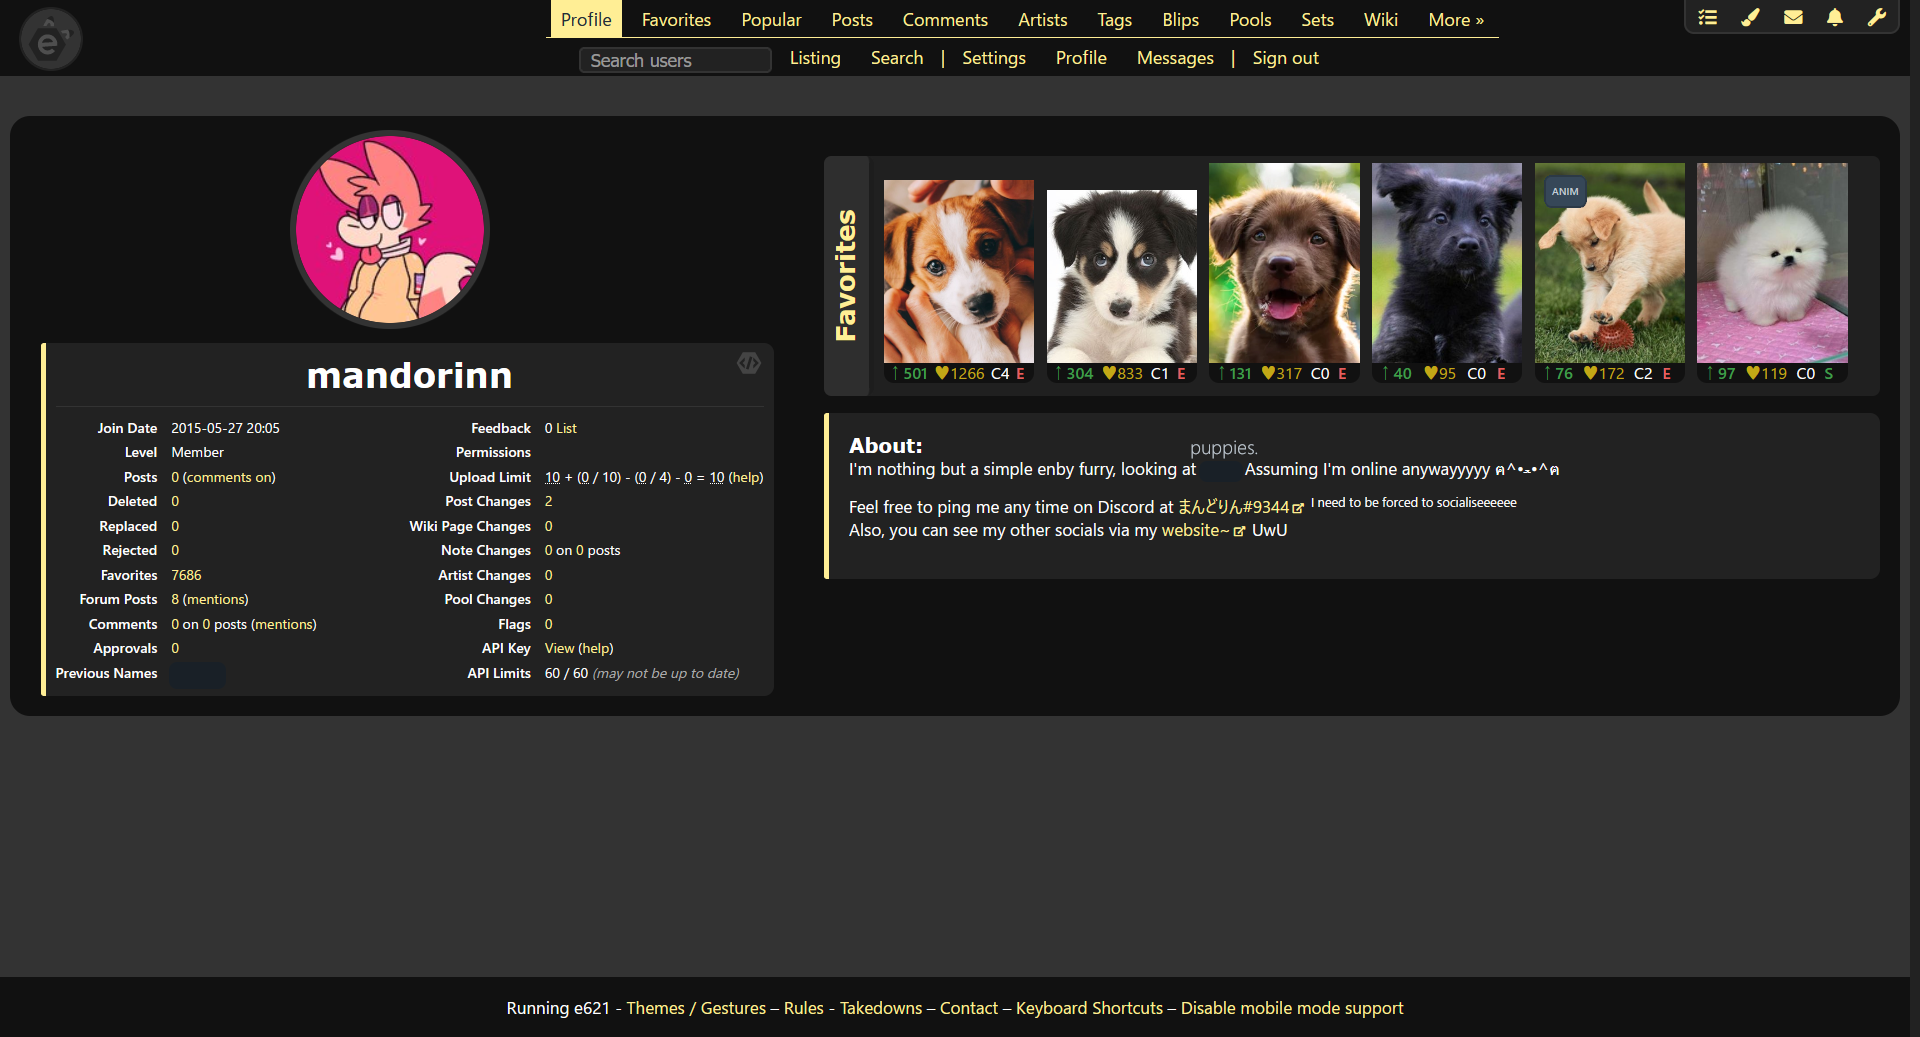 Profile Favorites Popular Posts Comments Artists Tags Blips Pools Sets Wiki More »
Search users Listing Search | Settings Profile Messages | Sign out
e
mandorinn
Join Date 2015-05-27 20:05
Level Member
Posts 0 (comments on)
Deleted 0
Replaced 0
Rejected 0
Favorites 7686
Forum Posts 8 (mentions)
Comments 0 on 0 posts (mentions)
Approvals 0
Previous Names
Feedback 0 List
Permissions
Upload Limit 10 + (0 / 10) - (0 / 4) - 0 = 10 (help)
Post Changes 2
Wiki Page Changes 0
Note Changes 0 on 0 posts
Artist Changes 0
Pool Changes 0
Flags 0
API Key View (help)
API Limits 60 / 60 (may not be up to date)
Favorites
ANIM
↑501 ♥1266 C4 E
↑304 ♥833 C1 E
↑131 ♥317 C0 E
↑40 ♥95 C0 E
↑76 ♥172 C2 E
↑97 ♥119 C0 S
About:
I'm nothing but a simple enby furry, looking at puppies. Assuming I'm online anywayyyyy ฅ^•ﻌ•^ฅ
Feel free to ping me any time on Discord at まんどりん#9344 I need to be forced to socialiseeeeee
Also, you can see my other socials via my website~ UwU
Running e621 - Themes / Gestures – Rules - Takedowns – Contact – Keyboard Shortcuts – Disable mobile mode support